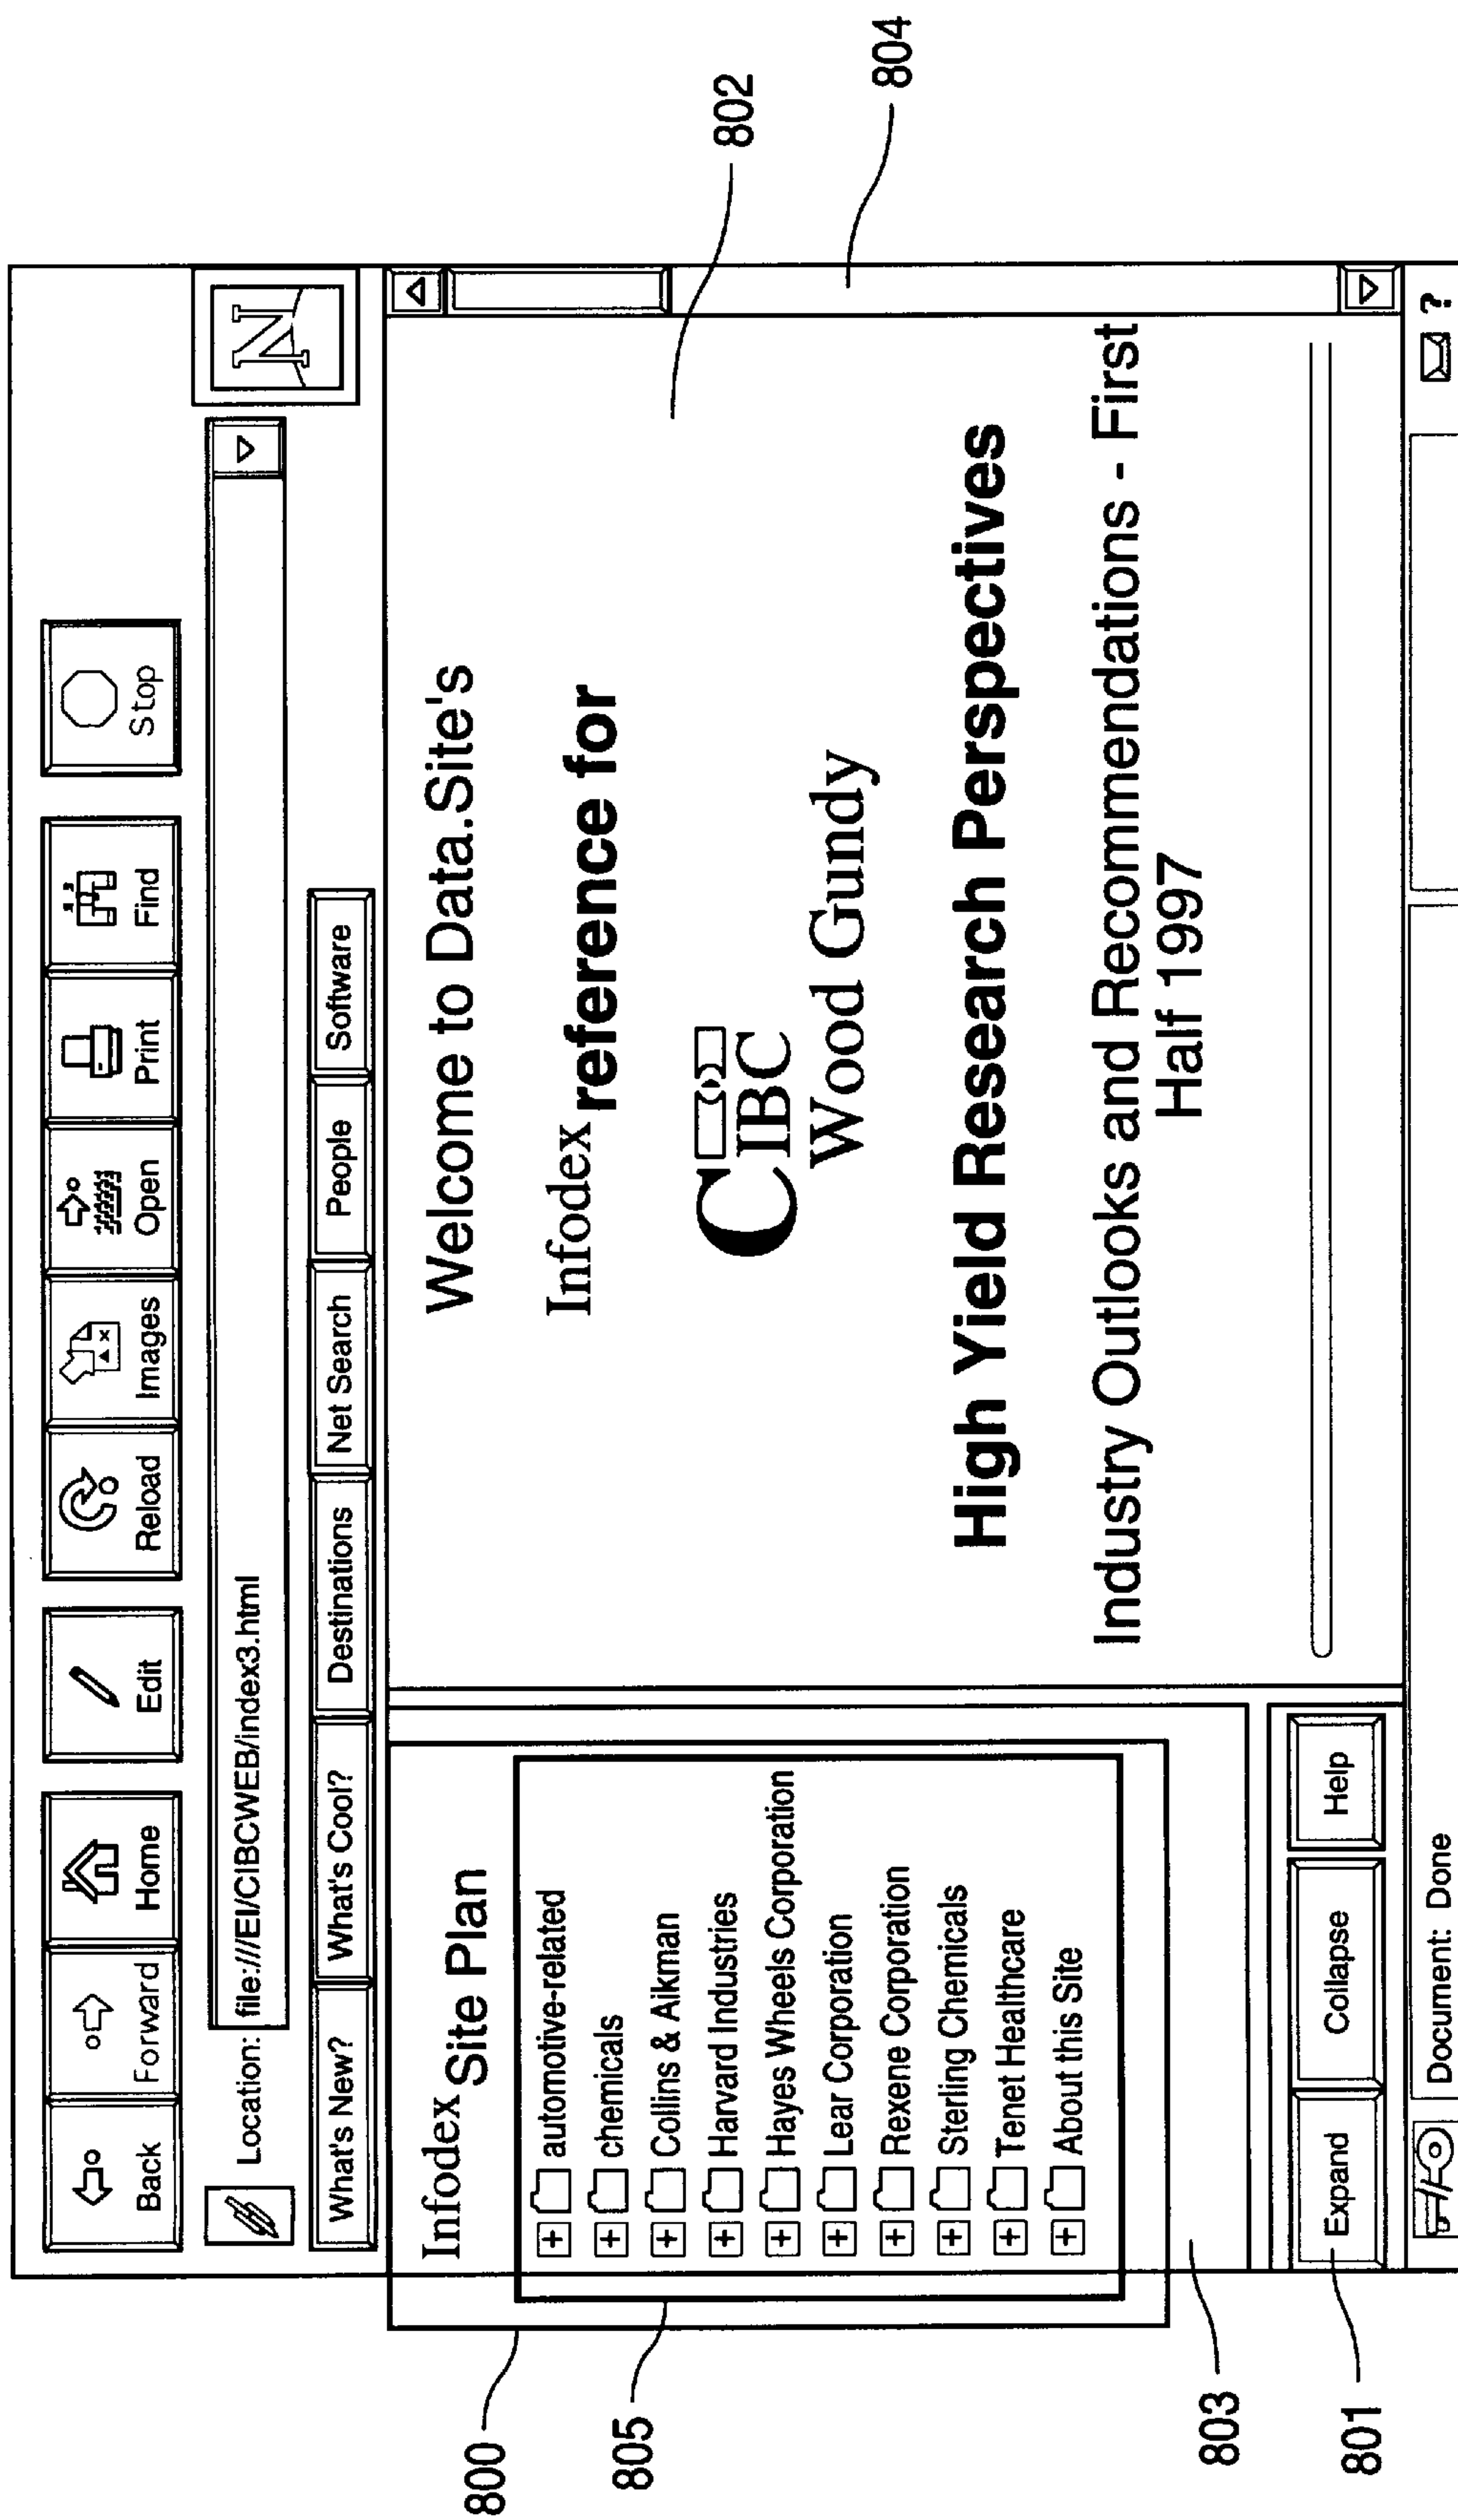 Back
Forward
Home
Edit
Reload
Images
Open
Print
Find
Stop
Location: file:///EI/CIBCWEB/index3.html
N
What's New?
What's Cool?
Destinations
Net Search
People
Software
Infodex Site Plan
automotive-related
chemicals
Collins & Aikman
Harvard Industries
Hayes Wheels Corporation
Lear Corporation
Rexene Corporation
Sterling Chemicals
Tenet Healthcare
About this Site
Expand
Collapse
Help
Welcome to Data.Site's
Infodex reference for
CIBC
Wood Gundy
High Yield Research Perspectives
Industry Outlooks and Recommendations - First
Half 1997
Document: Done
?
800
805
803
801
802
804